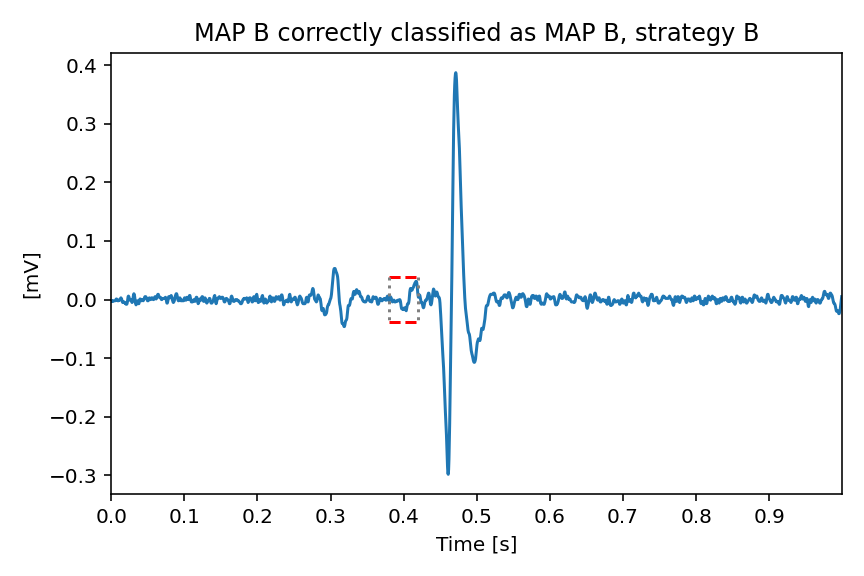 MAP B correctly classified as MAP B, strategy B
[mV]
0.4
0.3
0.2
0.1
0.0
−0.1
−0.2
−0.3
0.0 0.1 0.2 0.3 0.4 0.5 0.6 0.7 0.8 0.9
Time [s]